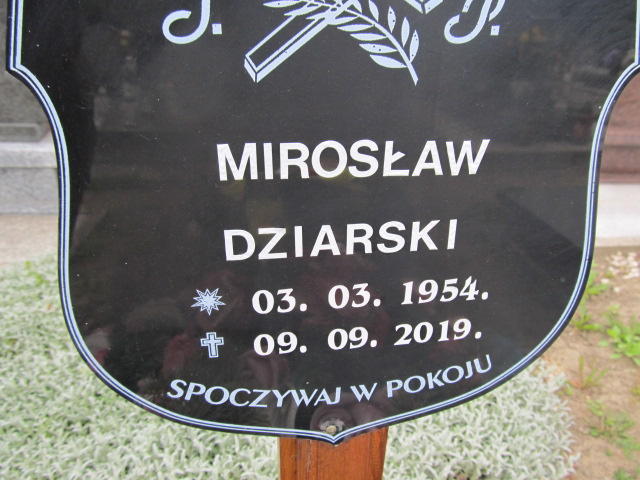 Ś. P.
MIROSŁAW
DZIARSKI
03. 03. 1954.
09. 09. 2019.
SPOCZYWAJ W POKOJU